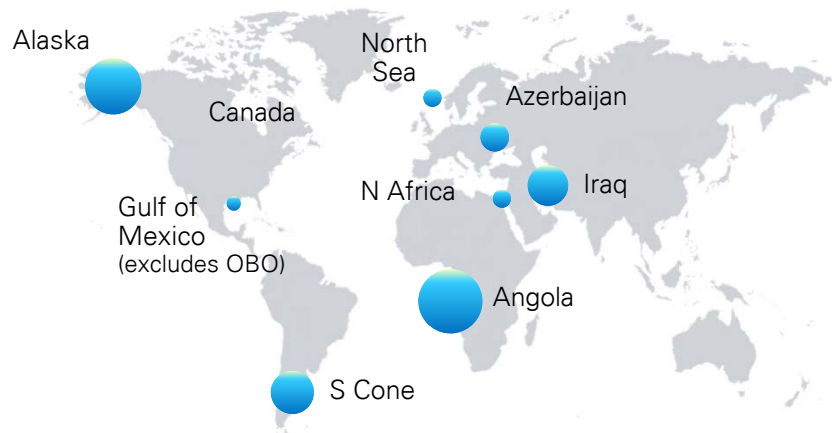 Alaska
North
Sea
Azerbaijan
Canada
N Africa
Iraq
Gulf of
Mexico
(excludes OBO)
Angola
S Cone